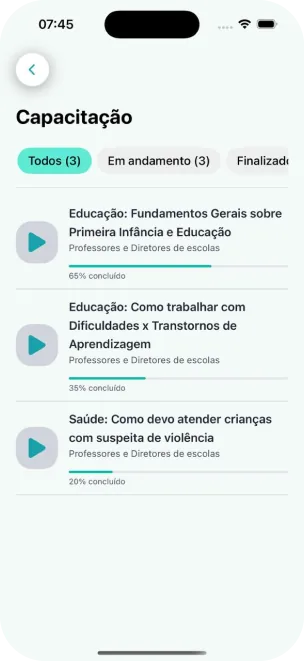 07:45
Capacitação
Todos (3)
Em andamento (3)
Finalizado
Educação: Fundamentos Gerais sobre
Primeira Infância e Educação
Professores e Diretores de escolas
65% concluído
Educação: Como trabalhar com
Dificuldades x Transtornos de
Aprendizagem
Professores e Diretores de escolas
35% concluído
Saúde: Como devo atender crianças
com suspeita de violência
Professores e Diretores de escolas
20% concluído